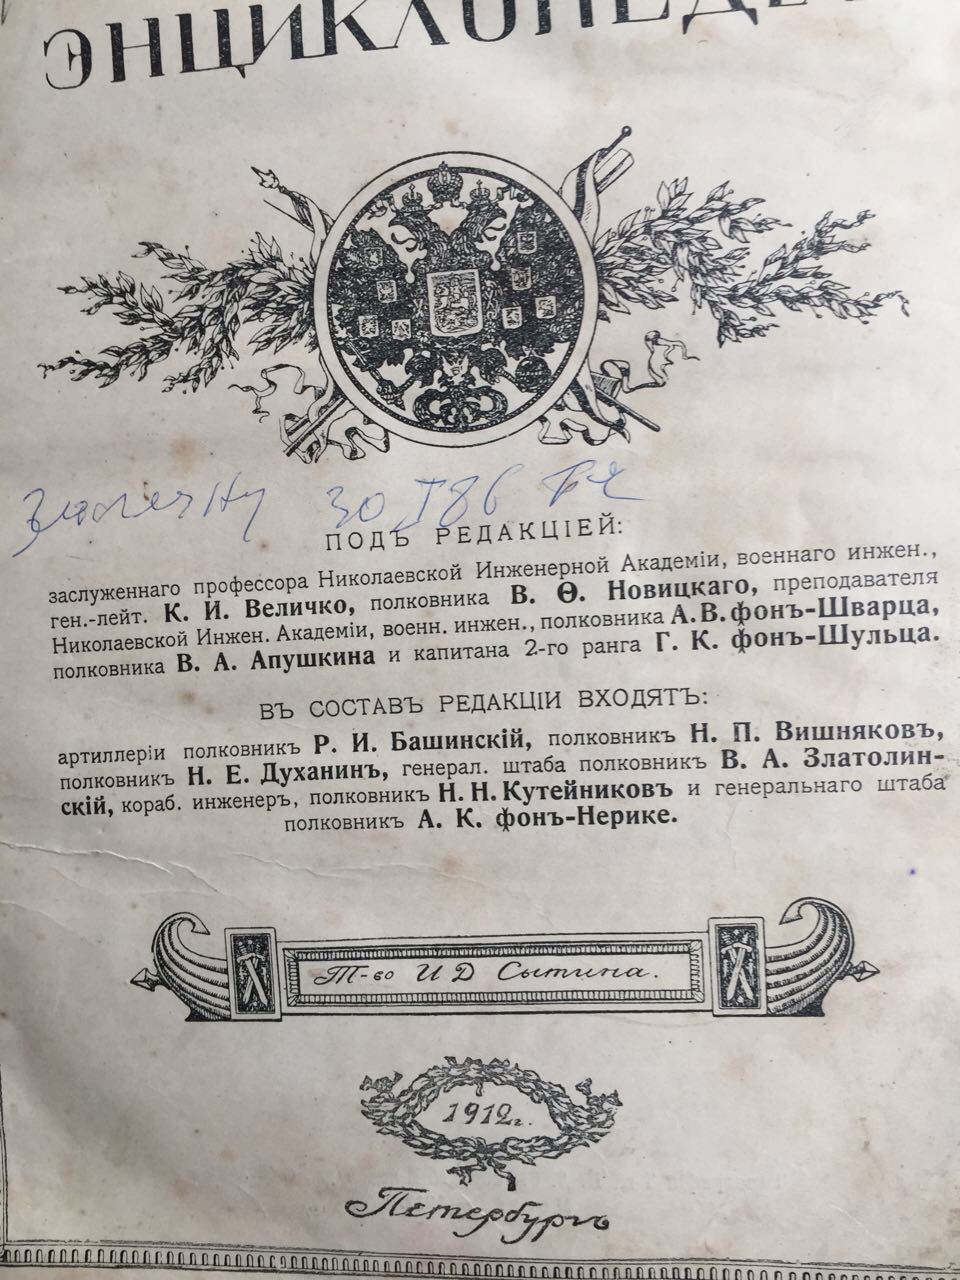 ЭНЦИКЛОПЕДІ
30 I 86
ПОДЪ РЕДАКЦІЕЙ:
заслуженнаго профессора Николаевской Инженерной Академіи, военнаго инжен.,
ген.-лейт. К. И. Величко, полковника В. Ѳ. Новицкаго, преподавателя
Николаевской Инжен. Академіи, военн. инжен., полковника А. В. фонъ-Шварца,
полковника В. А. Апушкина и капитана 2-го ранга Г. К. фонъ-Шульца.
ВЪ СОСТАВЪ РЕДАКЦІИ ВХОДЯТЪ:
артиллеріи полковникъ Р. И. Башинскій, полковникъ Н. П. Вишняковъ,
полковникъ Н. Е. Духанинъ, генерал. штаба полковникъ В. А. Златолин-
скій, кораб. инженеръ, полковникъ Н. Н. Кутейниковъ и генеральнаго штаба
полковникъ А. К. фонъ-Нерике.
Т-во И Д Сытина.
1912г.
Петербургъ